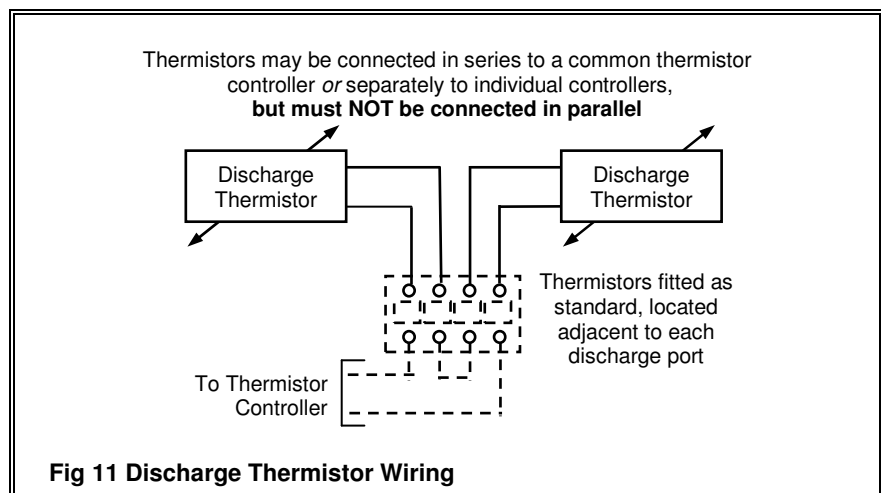 Thermistors may be connected in series to a common thermistor
controller or separately to individual controllers,
but must NOT be connected in parallel
Discharge
Thermistor
Discharge
Thermistor
Thermistors fitted as
standard, located
adjacent to each
discharge port
To Thermistor
Controller
Fig 11 Discharge Thermistor Wiring